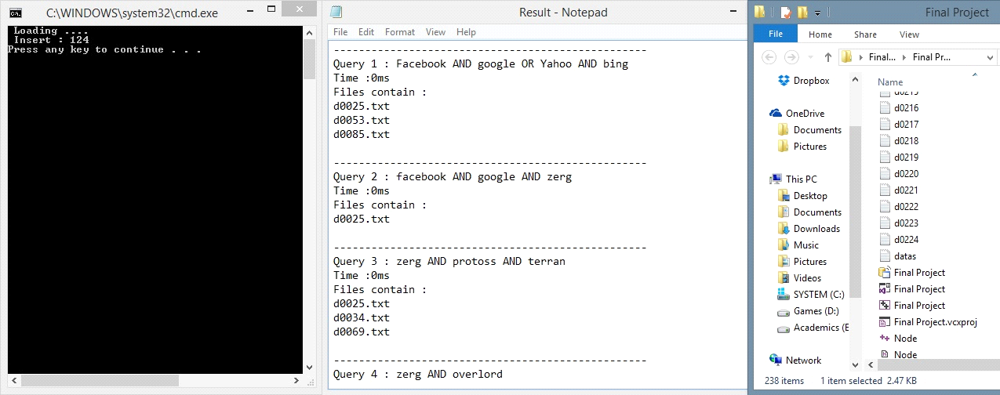 C:\WINDOWS\system32\cmd.exe
Loading ....
Insert : 124
Press any key to continue . . .
Result - Notepad
File Edit Format View Help
-----------------------------------------------
Query 1 : Facebook AND google OR Yahoo AND bing
Time :0ms
Files contain :
d0025.txt
d0053.txt
d0085.txt
-----------------------------------------------
Query 2 : facebook AND google AND zerg
Time :0ms
Files contain :
d0025.txt
-----------------------------------------------
Query 3 : zerg AND protoss AND terran
Time :0ms
Files contain :
d0025.txt
d0034.txt
d0069.txt
-----------------------------------------------
Query 4 : zerg AND overlord
Final Project
File Home Share View
Final... Final Pr...
Dropbox
OneDrive
Documents
Pictures
This PC
Desktop
Documents
Downloads
Music
Pictures
Videos
SYSTEM (C:)
Games (D:)
Academics (E
Network
Name
d0215
d0216
d0217
d0218
d0219
d0220
d0221
d0222
d0223
d0224
datas
Final Project
Final Project
Final Project
Final Project.vcxproj
Node
Node
238 items 1 item selected 2.47 KB